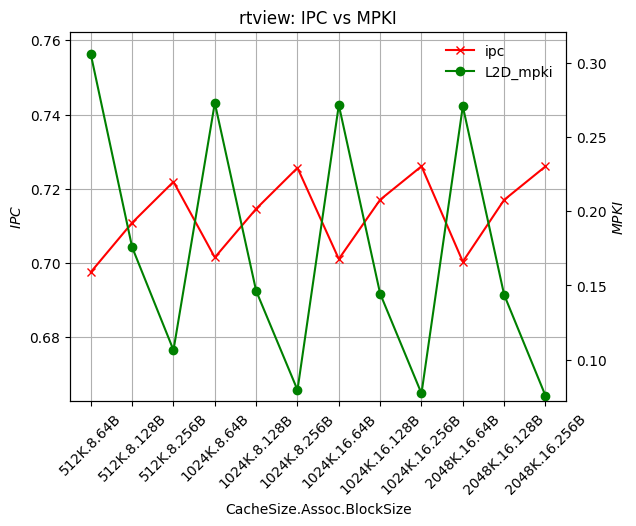 rtview: IPC vs MPKI
ipc
L2D_mpki
0.76
0.74
0.72
0.70
0.68
IPC
0.30
0.25
0.20
0.15
0.10
MPKI
512K.8.64B
512K.8.128B
512K.8.256B
1024K.8.64B
1024K.8.128B
1024K.8.256B
1024K.16.64B
1024K.16.128B
1024K.16.256B
2048K.16.64B
2048K.16.128B
2048K.16.256B
CacheSize.Assoc.BlockSize